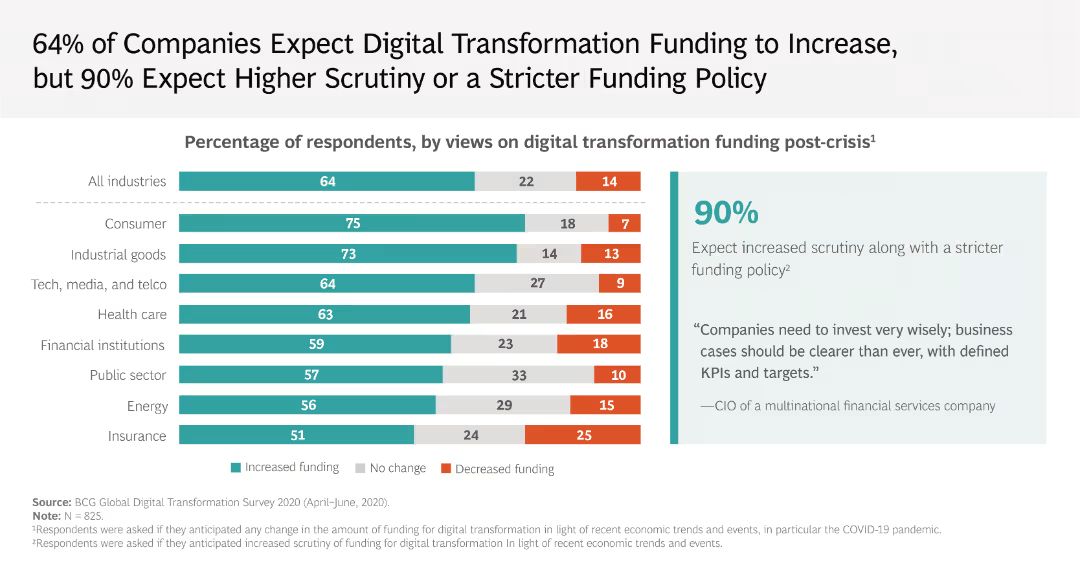 64% of Companies Expect Digital Transformation Funding to Increase,
but 90% Expect Higher Scrutiny or a Stricter Funding Policy
Percentage of respondents, by views on digital transformation funding post-crisis¹
All industries 64 22 14
Consumer 75 18 7
Industrial goods 73 14 13
Tech, media, and telco 64 27 9
Health care 63 21 16
Financial institutions 59 23 18
Public sector 57 33 10
Energy 56 29 15
Insurance 51 24 25
Increased funding No change Decreased funding
90%
Expect increased scrutiny along with a stricter
funding policy²
“Companies need to invest very wisely; business
cases should be clearer than ever, with defined
KPIs and targets.”
—CIO of a multinational financial services company
Source: BCG Global Digital Transformation Survey 2020 (April–June, 2020).
Note: N = 825.
¹Respondents were asked if they anticipated any change in the amount of funding for digital transformation in light of recent economic trends and events, in particular the COVID-19 pandemic.
²Respondents were asked if they anticipated increased scrutiny of funding for digital transformation In light of recent economic trends and events.